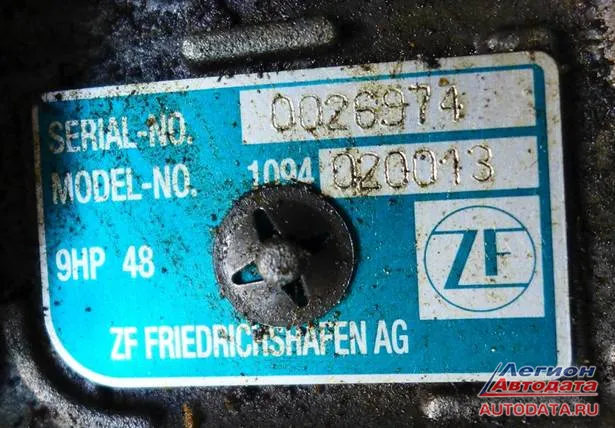 SERIAL-NO. 0026974
MODEL-NO. 1094 020013
9HP 48
ZF
ZF FRIEDRICHSHAFEN AG
Легион
Автодата
AUTODATA.RU